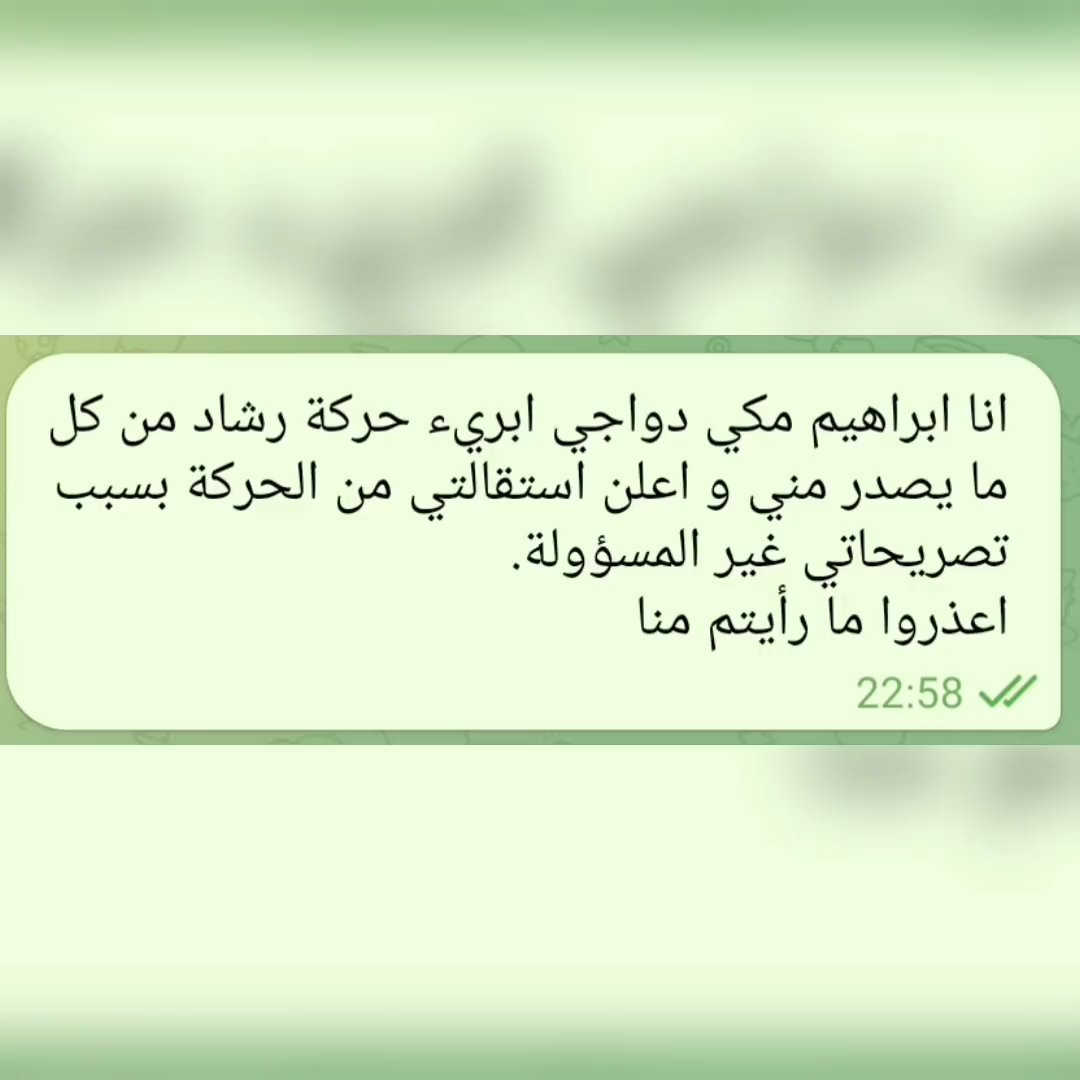 انا ابراهيم مكي دواجي ابريء حركة رشاد من كل
ما يصدر مني و اعلن استقالتي من الحركة بسبب
تصريحاتي غير المسؤولة.
اعذروا ما رأيتم منا
22:58